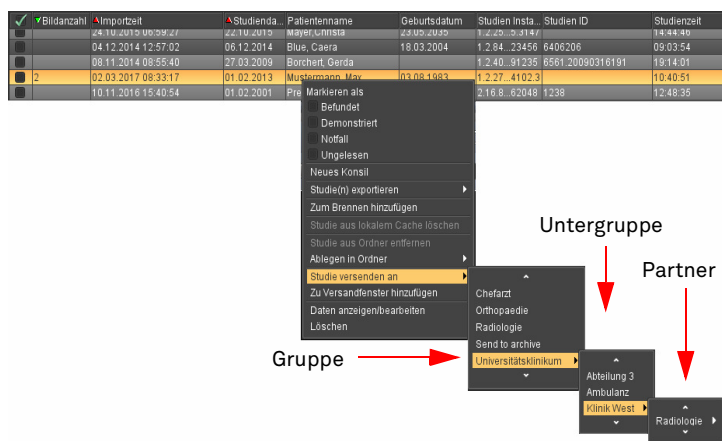 Bildanzahl Importzeit Studienda... Patientenname Geburtsdatum Studien Insta... Studien ID Studienzeit
24.10.2015 06:59:27 22.10.2015 Mayer,Christa 23.05.2035 1.2.25...5.3147 14:44:46
04.12.2014 12:57:02 06.12.2014 Blue, Caera 18.03.2004 1.2.84...23456 6406206 09:03:54
08.11.2014 08:55:40 27.03.2009 Borchert, Gerda 1.2.40...91235 6561.20090316191 19:14:01
2 02.03.2017 08:33:17 01.02.2013 Mustermann, Max 03.08.1983 1.2.27...4102.3 10:40:51
10.11.2016 15:40:54 01.02.2001 Pre 2.16.8...62048 1238 12:48:35
Markieren als
Befundet
Demonstriert
Notfall
Ungelesen
Neues Konsil
Studie(n) exportieren
Zum Brennen hinzufügen
Studie aus lokalem Cache löschen
Studie aus Ordner entfernen
Ablegen in Ordner
Studie versenden an
Zu Versandfenster hinzufügen
Daten anzeigen/bearbeiten
Löschen
Untergruppe
Partner
Gruppe
Chefarzt
Orthopaedie
Radiologie
Send to archive
Universitätsklinikum
Abteilung 3
Ambulanz
Klinik West
Radiologie